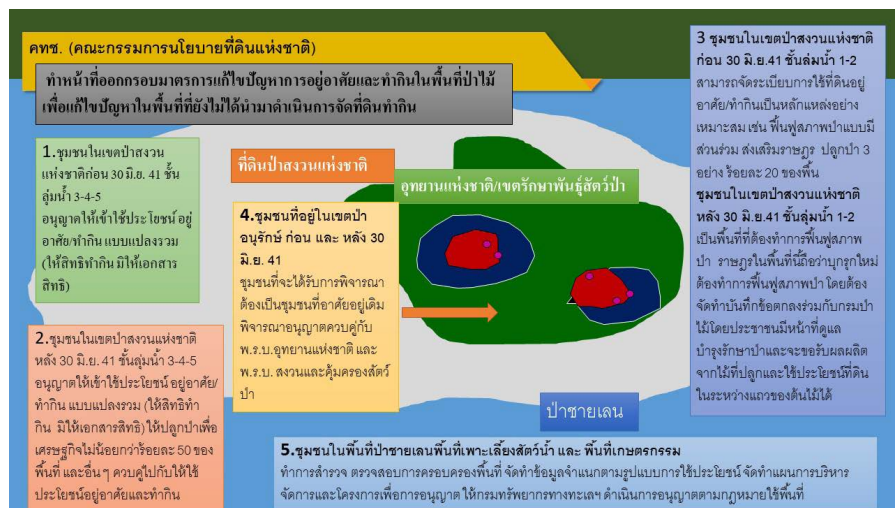 คทช. (คณะกรรมการนโยบายที่ดินแห่งชาติ)
ทำหน้าที่ออกกรอบมาตรการแก้ไขปัญหาการอยู่อาศัยและทำกินในพื้นที่ป่าไม้
เพื่อแก้ไขปัญหาในพื้นที่ที่ยังไม่ได้นำมาดำเนินการจัดที่ดินทำกิน
1.ชุมชนในเขตป่าสงวน
แห่งชาติก่อน 30 มิ.ย. 41 ชั้น
ลุ่มน้ำ 3-4-5
อนุญาตให้เข้าใช้ประโยชน์ อยู่
อาศัย/ทำกิน แบบแปลงรวม
(ให้สิทธิทำกิน มิให้เอกสาร
สิทธิ)
2.ชุมชนในเขตป่าสงวนแห่งชาติ
หลัง 30 มิ.ย. 41 ชั้นลุ่มน้ำ 3-4-5
อนุญาตให้เข้าใช้ประโยชน์ อยู่อาศัย/
ทำกิน แบบแปลงรวม (ให้สิทธิทำ
กิน มิให้เอกสารสิทธิ) ให้ปลูกป่าเพื่อ
เศรษฐกิจไม่น้อยกว่าร้อยละ 50 ของ
พื้นที่ และอื่น ๆ ควบคู่ไปกับให้ใช้
ประโยชน์อยู่อาศัยและทำกิน
ที่ดินป่าสงวนแห่งชาติ
อุทยานแห่งชาติ/เขตรักษาพันธุ์สัตว์ป่า
4.ชุมชนที่อยู่ในเขตป่า
อนุรักษ์ ก่อน และ หลัง 30
มิ.ย. 41
ชุมชนที่จะได้รับการพิจารณา
ต้องเป็นชุมชนที่อาศัยอยู่เดิม
พิจารณาอนุญาตควบคู่กับ
พ.ร.บ.อุทยานแห่งชาติ และ
พ.ร.บ. สงวนและคุ้มครองสัตว์
ป่า
3 ชุมชนในเขตป่าสงวนแห่งชาติ
ก่อน 30 มิ.ย.41 ชั้นลุ่มน้ำ 1-2
สามารถจัดระเบียบการใช้ที่ดินอยู่
อาศัย/ทำกินเป็นหลักแหล่งอย่าง
เหมาะสม เช่น ฟื้นฟูสภาพป่าแบบมี
ส่วนร่วม ส่งเสริมราษฎร ปลูกป่า 3
อย่าง ร้อยละ 20 ของพื้น
ชุมชนในเขตป่าสงวนแห่งชาติ
หลัง 30 มิ.ย.41 ชั้นลุ่มน้ำ 1-2
เป็นพื้นที่ที่ต้องทำการฟื้นฟูสภาพ
ป่า ราษฎรในพื้นที่นี้ถือว่าบุกรุกใหม่
ต้องทำการฟื้นฟูสภาพป่า โดยต้อง
จัดทำบันทึกข้อตกลงร่วมกับกรมป่า
ไม้โดยประชาชนมีหน้าที่ดูแล
บำรุงรักษาป่าและจะขอรับผลผลิต
จากไม้ที่ปลูกและใช้ประโยชน์ที่ดิน
ในระหว่างแถวของต้นไม้ได้
ป่าชายเลน
5.ชุมชนในพื้นที่ป่าชายเลนพื้นที่เพาะเลี้ยงสัตว์น้ำ และ พื้นที่เกษตรกรรม
ทำการสำรวจ ตรวจสอบการครอบครองพื้นที่ จัดทำข้อมูลจำแนกตามรูปแบบการใช้ประโยชน์ จัดทำแผนการบริหาร
จัดการและโครงการเพื่อการอนุญาต ให้กรมทรัพยากรทางทะเลฯ ดำเนินการอนุญาตตามกฎหมายใช้พื้นที่